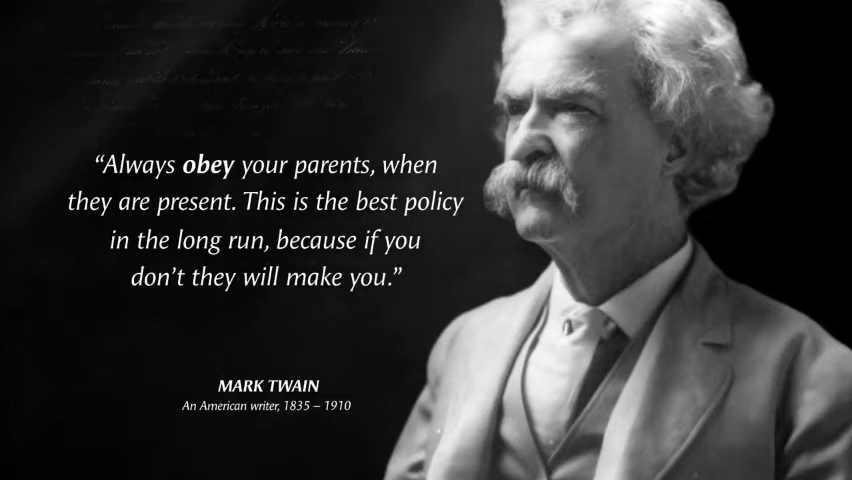 “Always obey your parents, when
they are present. This is the best policy
in the long run, because if you
don’t they will make you.”
MARK TWAIN
An American writer, 1835 – 1910